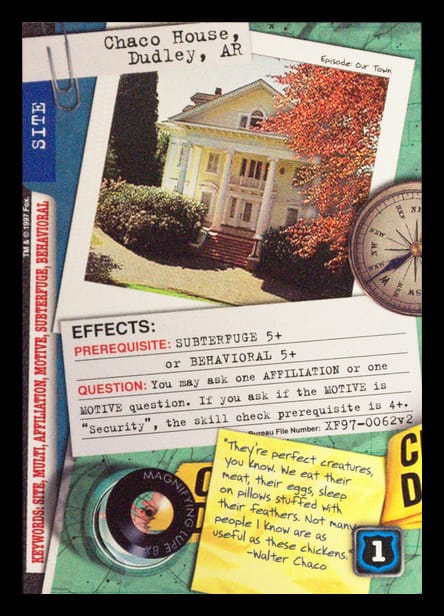 Chaco House,
Dudley, AR
Episode: Our Town
SITE
TM & © 1997 Fox.
KEYWORDS: SITE, MULTI, AFFILIATION, MOTIVE, SUBTERFUGE, BEHAVIORAL
EFFECTS:
PREREQUISITE: SUBTERFUGE 5+
or BEHAVIORAL 5+
QUESTION: You may ask one AFFILIATION or one
MOTIVE question. If you ask if the MOTIVE is
"Security", the skill check prerequisite is 4+.
Bureau File Number: XF97-0062v2
"They're perfect creatures,
you know. We eat their
meat, their eggs, sleep
on pillows stuffed with
their feathers. Not many
people I know are as
useful as these chickens."
-Walter Chaco
MAGNIFYING LUPE 8x
1